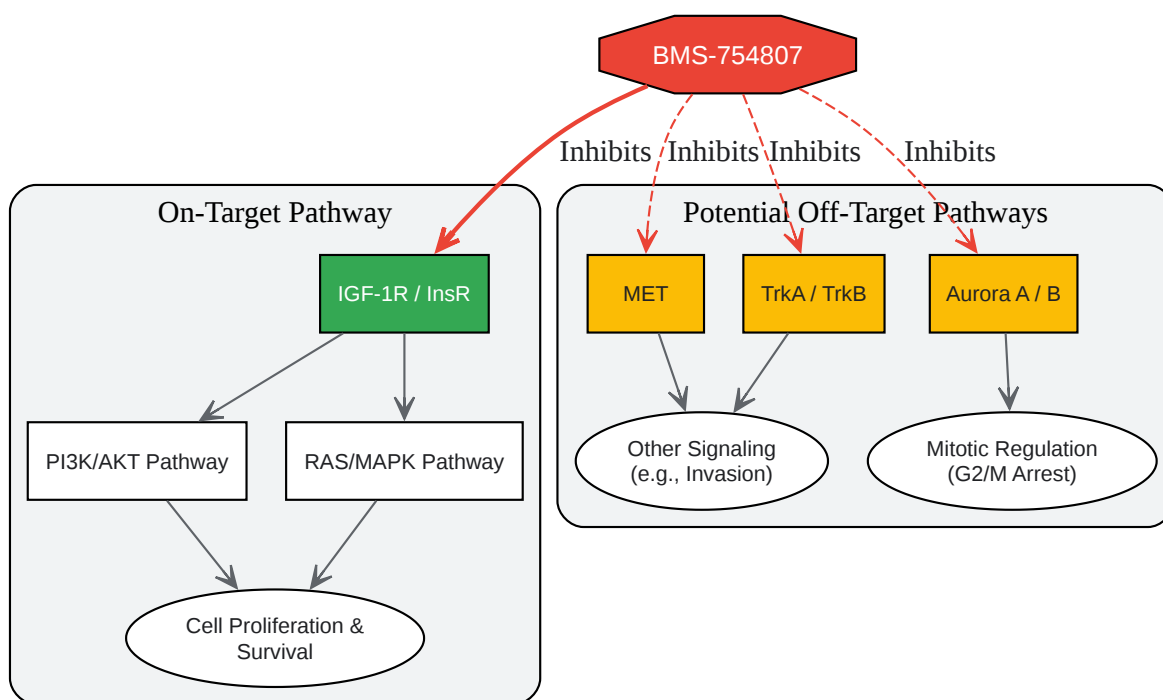 BMS-754807
Inhibits
Inhibits
Inhibits
Inhibits
On-Target Pathway
Potential Off-Target Pathways
IGF-1R / InsR
MET
TrkA / TrkB
Aurora A / B
PI3K/AKT Pathway
RAS/MAPK Pathway
Other Signaling
(e.g., Invasion)
Mitotic Regulation
(G2/M Arrest)
Cell Proliferation &
Survival